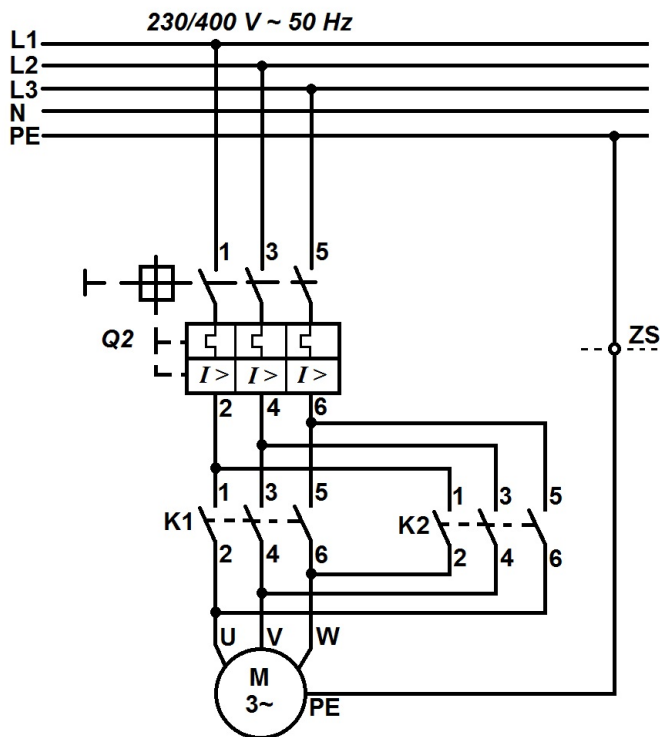 230/400 V ~ 50 Hz
L1
L2
L3
N
PE
1 3 5
Q2
ZS
I > I > I >
2 4 6
1 3 5 1 3 5
K1 K2
2 4 6 2 4 6
U V W
M
3~
PE